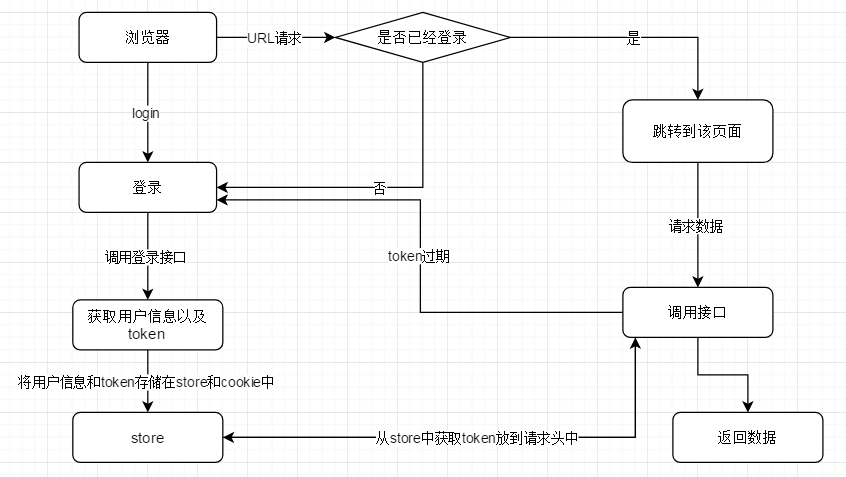 浏览器
URL请求
是否已经登录
是
login
跳转到该页面
登录
否
请求数据
调用登录接口
token过期
获取用户信息以及
token
调用接口
将用户信息和token存储在store和cookie中
store
从store中获取token放到请求头中
返回数据